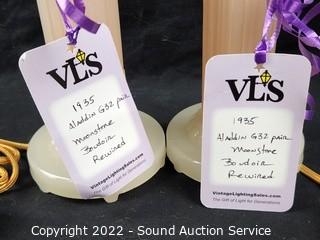 VLS
1935
Aladdin G32 pair
Moonstone
Boudoir
Rewired
VintageLightingSales.com
The Gift of Light for Generations
VLS
1935
Aladdin G32 pair
Moonstone
Boudoir
Rewired
VintageLightingSales.com
The Gift of Light for Generations
Copyright 2022 - Sound Auction Service